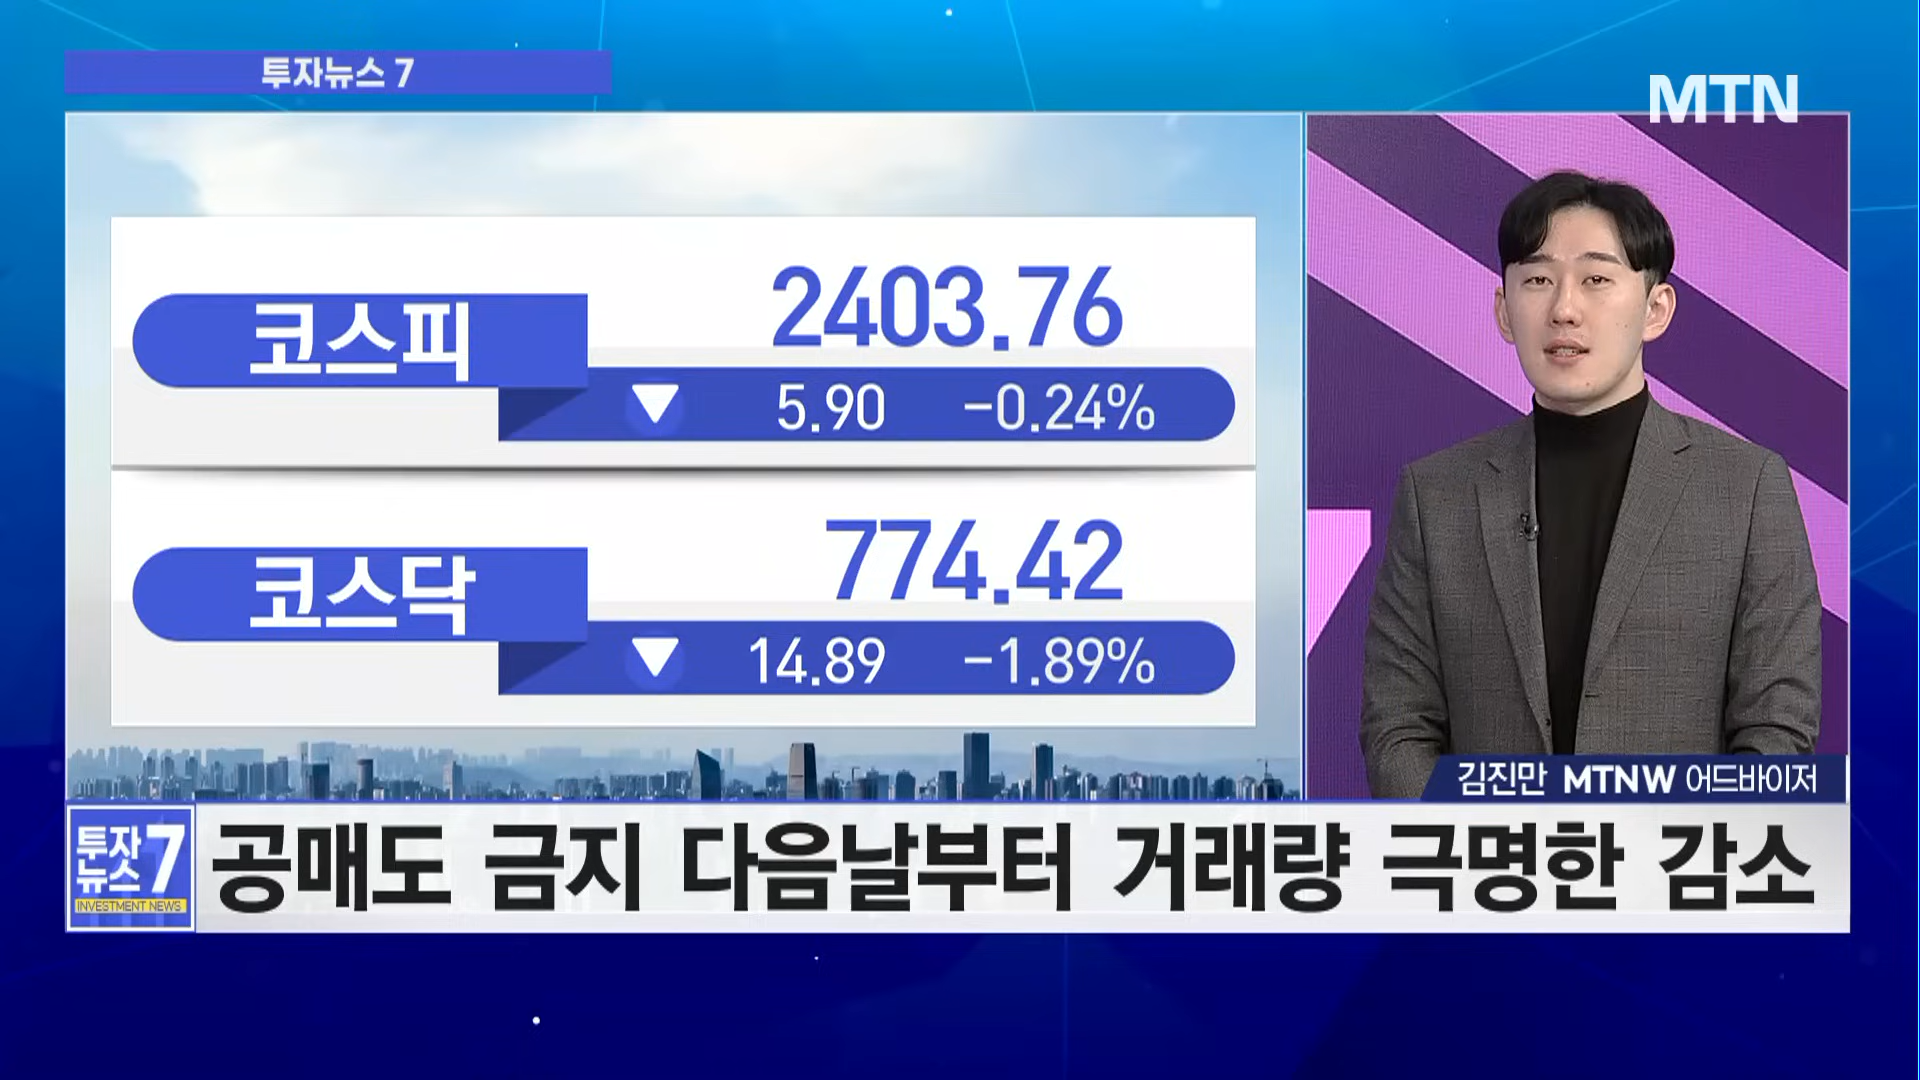 투자뉴스 7
MTN
코스피
2403.76
▼ 5.90 -0.24%
코스닥
774.42
▼ 14.89 -1.89%
김진만 MTNW 어드바이저
투자
뉴스 7
INVESTMENT NEWS
공매도 금지 다음날부터 거래량 극명한 감소